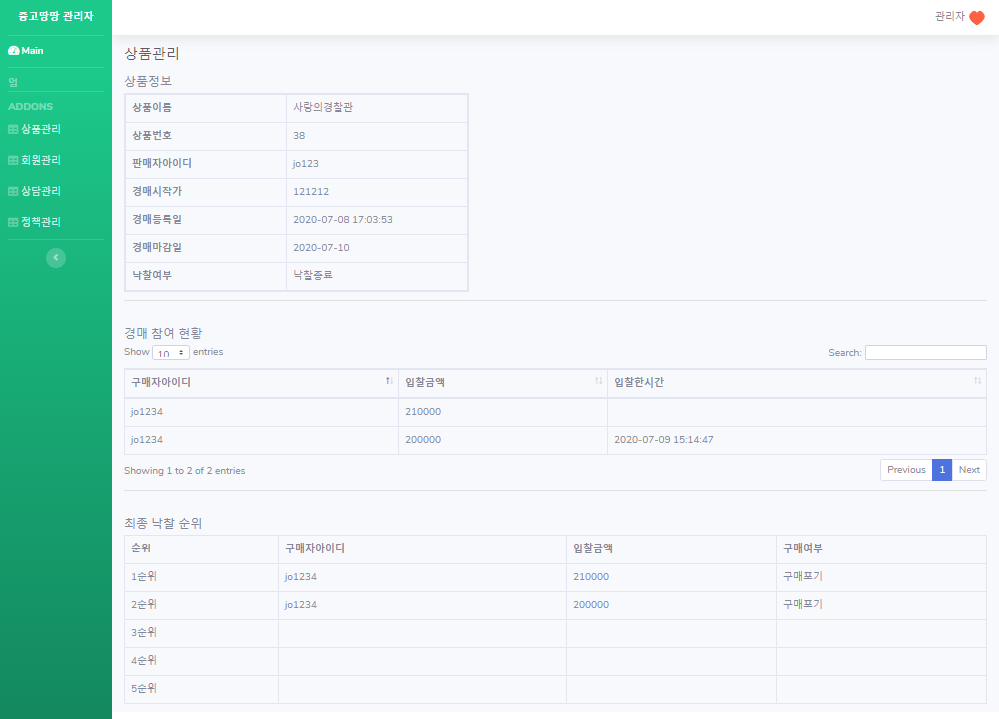 중고땅땅 관리자
관리자
Main
멈
ADDONS
상품관리
회원관리
상담관리
정책관리
상품관리
상품정보
상품이름 사랑의경찰관
상품번호 38
판매자아이디 jo123
경매시작가 121212
경매등록일 2020-07-08 17:03:53
경매마감일 2020-07-10
낙찰여부 낙찰종료
경매 참여 현황
Show 10 entries Search:
구매자아이디 입찰금액 입찰한시간
jo1234 210000
jo1234 200000 2020-07-09 15:14:47
Showing 1 to 2 of 2 entries Previous 1 Next
최종 낙찰 순위
순위 구매자아이디 입찰금액 구매여부
1순위 jo1234 210000 구매포기
2순위 jo1234 200000 구매포기
3순위
4순위
5순위